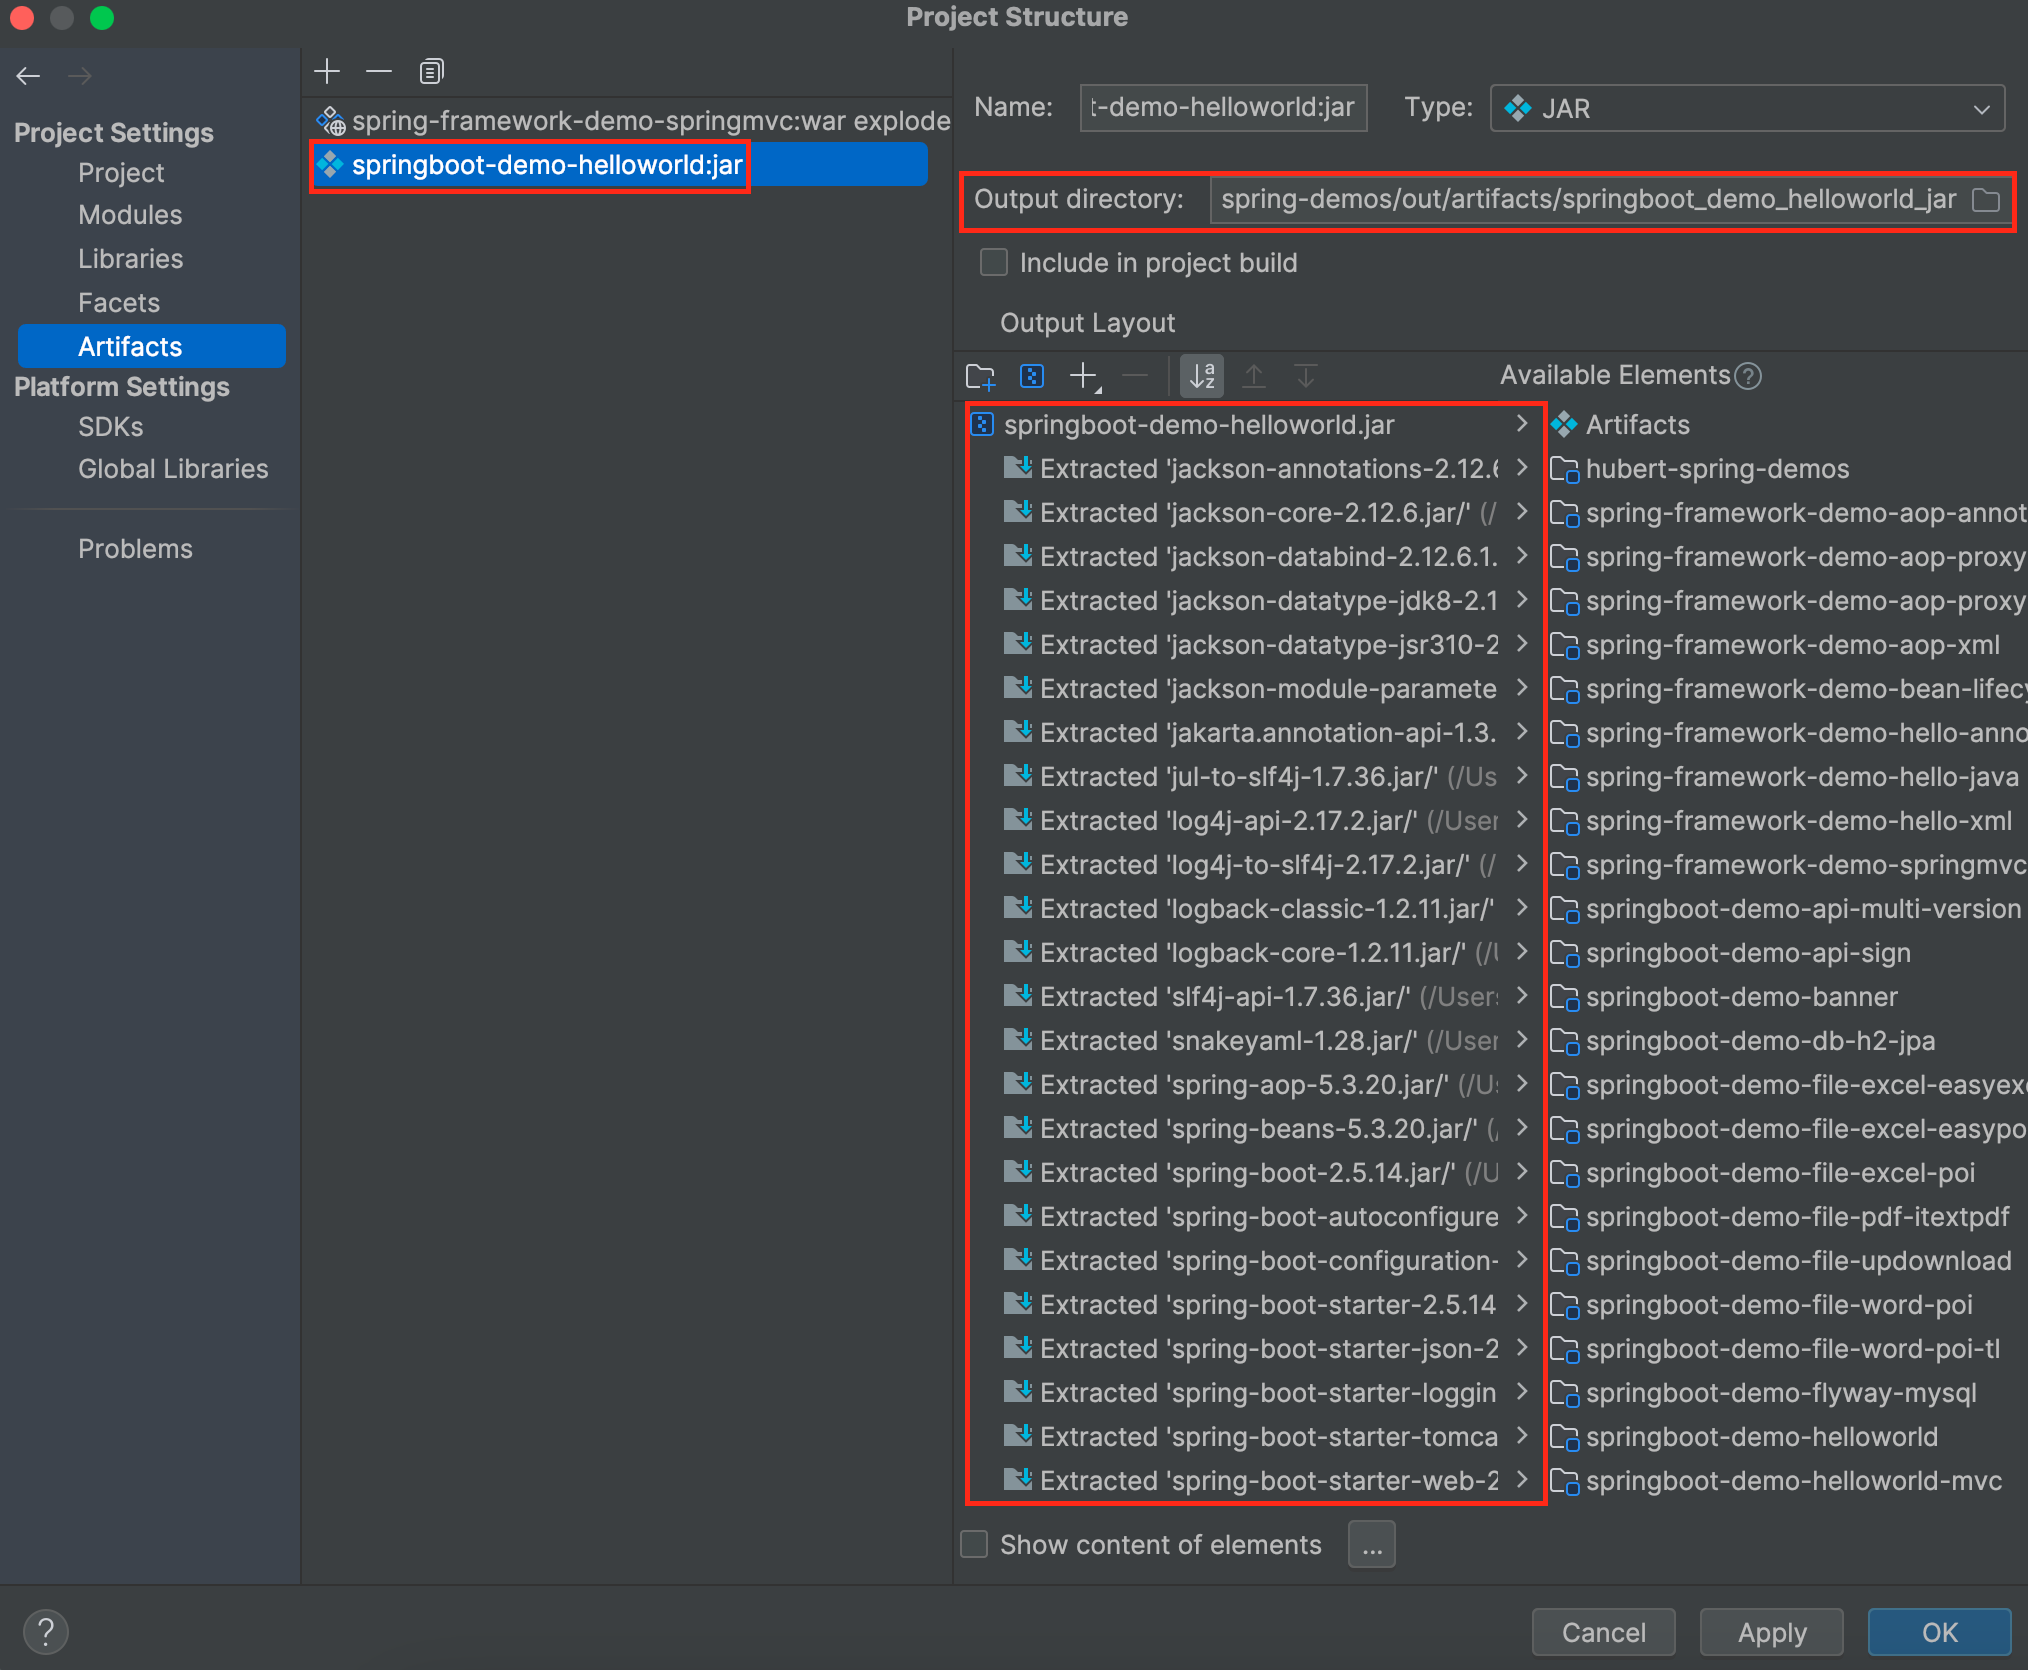 Project Structure
Project Settings
Project
Modules
Libraries
Facets
Artifacts
Platform Settings
SDKs
Global Libraries
Problems
spring-framework-demo-springmvc:war explode
springboot-demo-helloworld:jar
Name: t-demo-helloworld:jar Type: JAR
Output directory: spring-demos/out/artifacts/springboot_demo_helloworld_jar
Include in project build
Output Layout
Available Elements
springboot-demo-helloworld.jar
Extracted 'jackson-annotations-2.12.6
Extracted 'jackson-core-2.12.6.jar/' (/
Extracted 'jackson-databind-2.12.6.1.
Extracted 'jackson-datatype-jdk8-2.1
Extracted 'jackson-datatype-jsr310-2
Extracted 'jackson-module-paramete
Extracted 'jakarta.annotation-api-1.3.
Extracted 'jul-to-slf4j-1.7.36.jar/' (/Us
Extracted 'log4j-api-2.17.2.jar/' (/User
Extracted 'log4j-to-slf4j-2.17.2.jar/' (/
Extracted 'logback-classic-1.2.11.jar/'
Extracted 'logback-core-1.2.11.jar/' (/U
Extracted 'slf4j-api-1.7.36.jar/' (/Users
Extracted 'snakeyaml-1.28.jar/' (/User
Extracted 'spring-aop-5.3.20.jar/' (/Us
Extracted 'spring-beans-5.3.20.jar/' (/
Extracted 'spring-boot-2.5.14.jar/' (/U
Extracted 'spring-boot-autoconfigure
Extracted 'spring-boot-configuration-
Extracted 'spring-boot-starter-2.5.14
Extracted 'spring-boot-starter-json-2
Extracted 'spring-boot-starter-loggin
Extracted 'spring-boot-starter-tomca
Extracted 'spring-boot-starter-web-2
Artifacts
hubert-spring-demos
spring-framework-demo-aop-annot
spring-framework-demo-aop-proxy
spring-framework-demo-aop-proxy
spring-framework-demo-aop-xml
spring-framework-demo-bean-lifecy
spring-framework-demo-hello-anno
spring-framework-demo-hello-java
spring-framework-demo-hello-xml
spring-framework-demo-springmvc
springboot-demo-api-multi-version
springboot-demo-api-sign
springboot-demo-banner
springboot-demo-db-h2-jpa
springboot-demo-file-excel-easyexc
springboot-demo-file-excel-easypo
springboot-demo-file-excel-poi
springboot-demo-file-pdf-itextpdf
springboot-demo-file-updownload
springboot-demo-file-word-poi
springboot-demo-file-word-poi-tl
springboot-demo-flyway-mysql
springboot-demo-helloworld
springboot-demo-helloworld-mvc
Show content of elements ...
? Cancel Apply OK